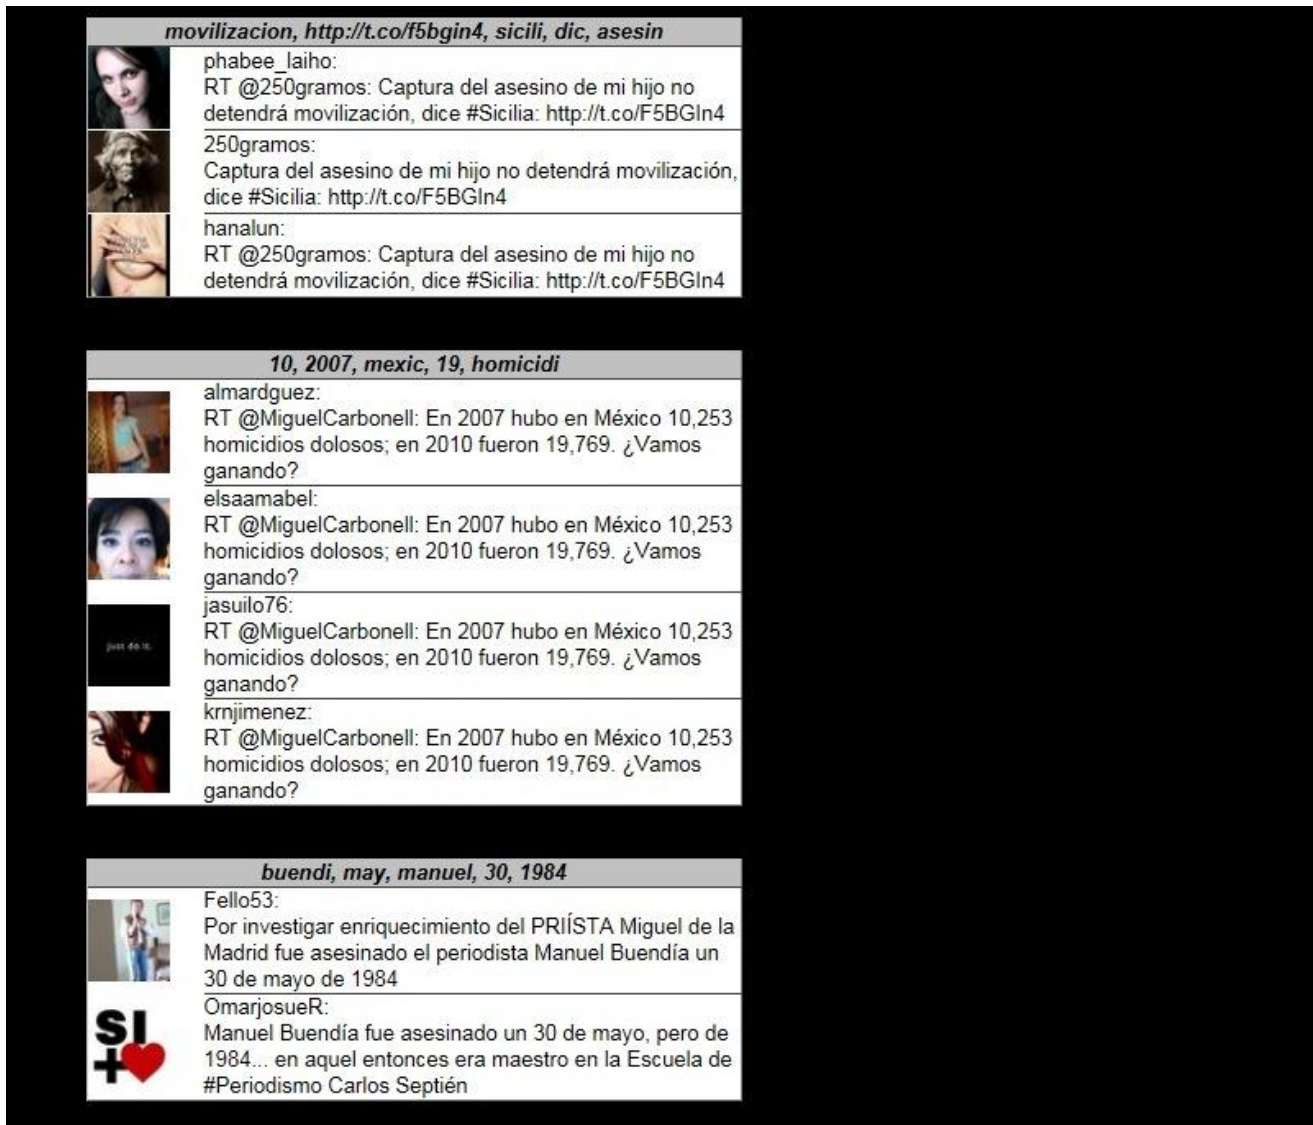 movilizacion, http://t.co/f5bgin4, sicili, dic, asesin
phabee_laiho:
RT @250gramos: Captura del asesino de mi hijo no
detendrá movilización, dice #Sicilia: http://t.co/F5BGIn4
250gramos:
Captura del asesino de mi hijo no detendrá movilización,
dice #Sicilia: http://t.co/F5BGIn4
hanalun:
RT @250gramos: Captura del asesino de mi hijo no
detendrá movilización, dice #Sicilia: http://t.co/F5BGIn4
10, 2007, mexic, 19, homicidi
almardguez:
RT @MiguelCarbonell: En 2007 hubo en México 10,253
homicidios dolosos; en 2010 fueron 19,769. ¿Vamos
ganando?
elsaamabel:
RT @MiguelCarbonell: En 2007 hubo en México 10,253
homicidios dolosos; en 2010 fueron 19,769. ¿Vamos
ganando?
just do it.
jasuilo76:
RT @MiguelCarbonell: En 2007 hubo en México 10,253
homicidios dolosos; en 2010 fueron 19,769. ¿Vamos
ganando?
krnjimenez:
RT @MiguelCarbonell: En 2007 hubo en México 10,253
homicidios dolosos; en 2010 fueron 19,769. ¿Vamos
ganando?
buendi, may, manuel, 30, 1984
Fello53:
Por investigar enriquecimiento del PRIÍSTA Miguel de la
Madrid fue asesinado el periodista Manuel Buendía un
30 de mayo de 1984
SI
+
OmarjosueR:
Manuel Buendía fue asesinado un 30 de mayo, pero de
1984... en aquel entonces era maestro en la Escuela de
#Periodismo Carlos Septién